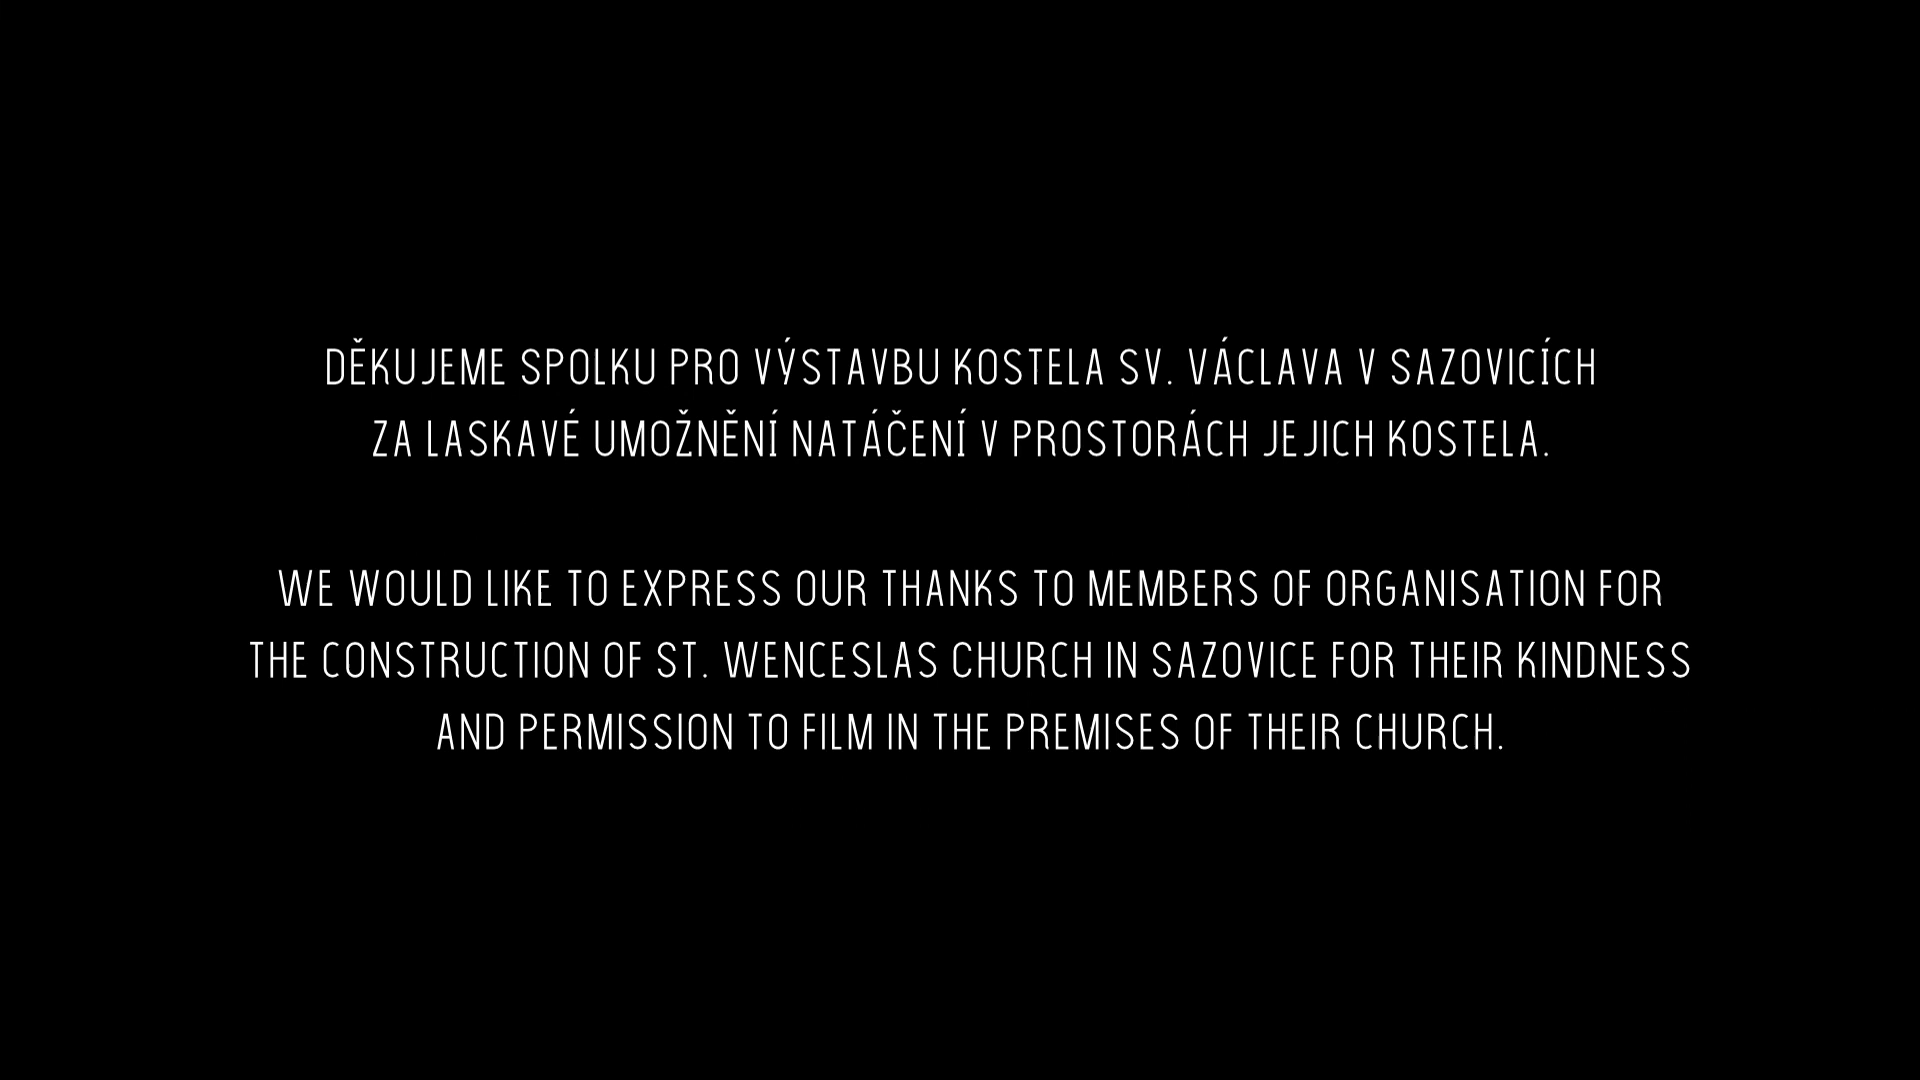 DĚKUJEME SPOLKU PRO VÝSTAVBU KOSTELA SV. VÁCLAVA V SAZOVICÍCH
ZA LASKAVÉ UMOŽNĚNÍ NATÁČENÍ V PROSTORÁCH JEJICH KOSTELA.
WE WOULD LIKE TO EXPRESS OUR THANKS TO MEMBERS OF ORGANISATION FOR
THE CONSTRUCTION OF ST. WENCESLAS CHURCH IN SAZOVICE FOR THEIR KINDNESS
AND PERMISSION TO FILM IN THE PREMISES OF THEIR CHURCH.